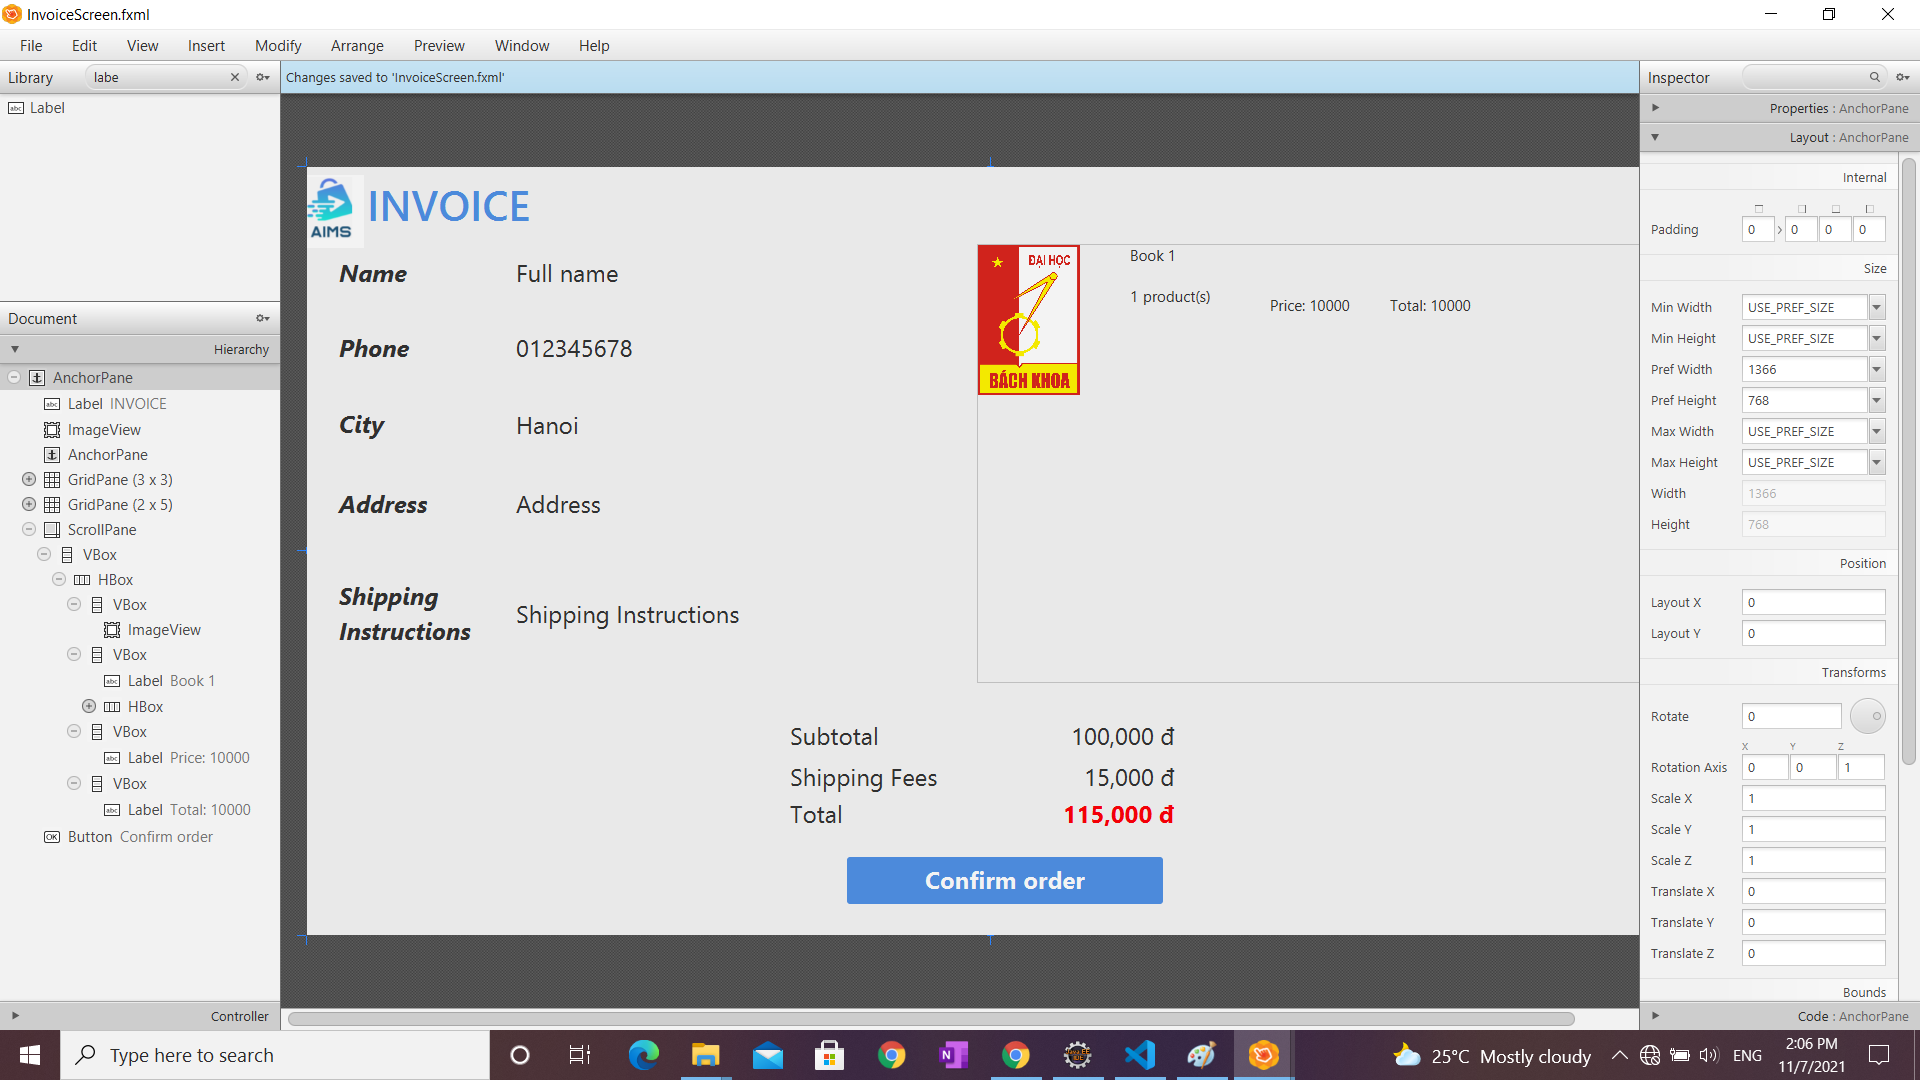 InvoiceScreen.fxml
File Edit View Insert Modify Arrange Preview Window Help
Library labe
Changes saved to 'InvoiceScreen.fxml'
Inspector
abc Label
Properties : AnchorPane
Layout : AnchorPane
Document
Hierarchy
AnchorPane
abc Label INVOICE
ImageView
AnchorPane
GridPane (3 x 3)
GridPane (2 x 5)
ScrollPane
VBox
HBox
VBox
ImageView
VBox
abc Label Book 1
HBox
VBox
abc Label Price: 10000
VBox
abc Label Total: 10000
OK Button Confirm order
Controller
AIMS
INVOICE
Name Full name
Phone 012345678
City Hanoi
Address Address
Shipping
Instructions
Shipping Instructions
ĐẠI HỌC
BÁCH KHOA
Book 1
1 product(s)
Price: 10000 Total: 10000
Subtotal 100,000 đ
Shipping Fees 15,000 đ
Total 115,000 đ
Confirm order
Internal
Padding 0 0 0 0
Size
Min Width USE_PREF_SIZE
Min Height USE_PREF_SIZE
Pref Width 1366
Pref Height 768
Max Width USE_PREF_SIZE
Max Height USE_PREF_SIZE
Width 1366
Height 768
Position
Layout X 0
Layout Y 0
Transforms
Rotate 0
X Y Z
Rotation Axis 0 0 1
Scale X 1
Scale Y 1
Scale Z 1
Translate X 0
Translate Y 0
Translate Z 0
Bounds
Code : AnchorPane
Type here to search
25°C Mostly cloudy
ENG
2:06 PM
11/7/2021